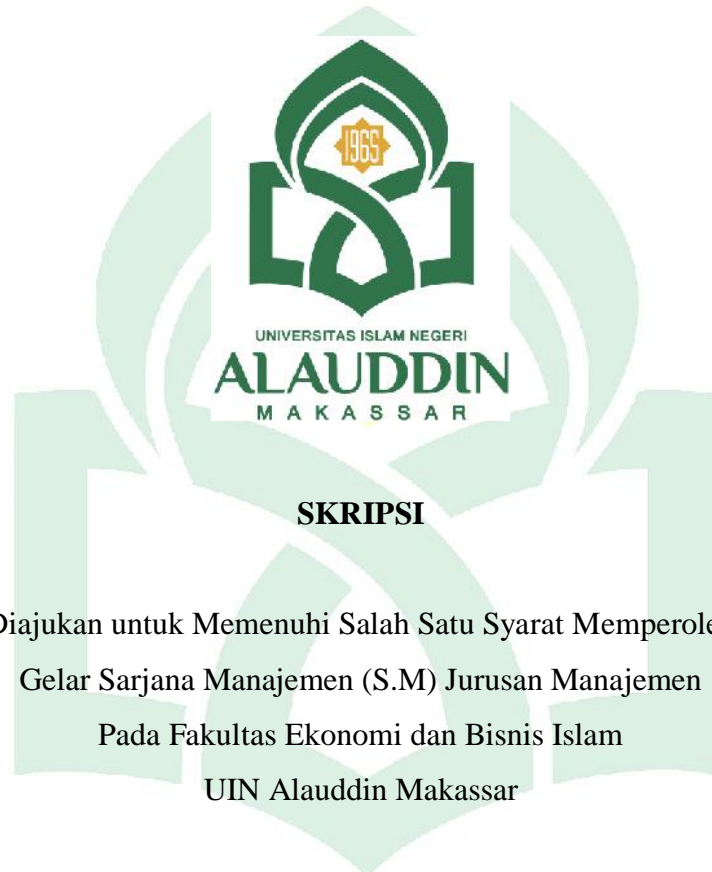 1965
UNIVERSITAS ISLAM NEGERI
ALAUDDIN
MAKASSAR
SKRIPSI
Diajukan untuk Memenuhi Salah Satu Syarat Memperole
Gelar Sarjana Manajemen (S.M) Jurusan Manajemen
Pada Fakultas Ekonomi dan Bisnis Islam
UIN Alauddin Makassar